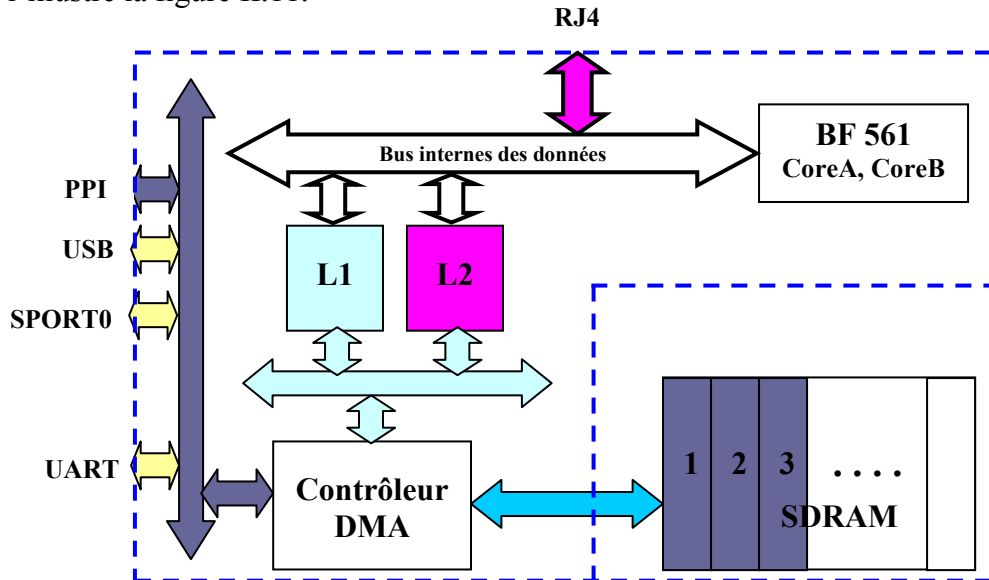 l'illustre la figure II.11.
RJ4
BF 561
CoreA, CoreB
Bus internes des données
PPI
USB
SPORT0
UART
L1
L2
Contrôleur
DMA
1 2 3 . . . .
SDRAM